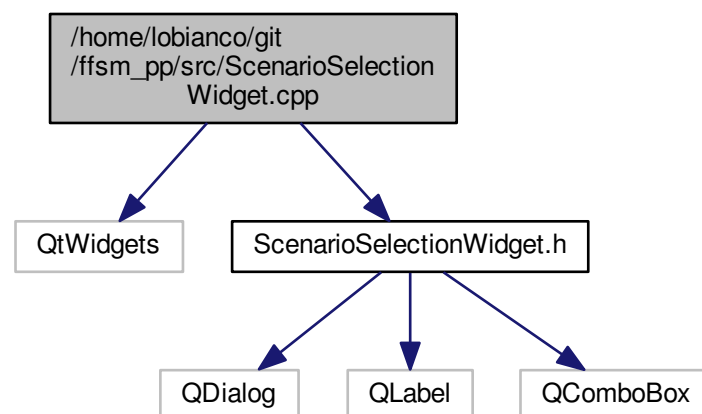 /home/lobianco/git
/ffsm_pp/src/ScenarioSelection
Widget.cpp
QtWidgets
ScenarioSelectionWidget.h
QDialog
QLabel
QComboBox